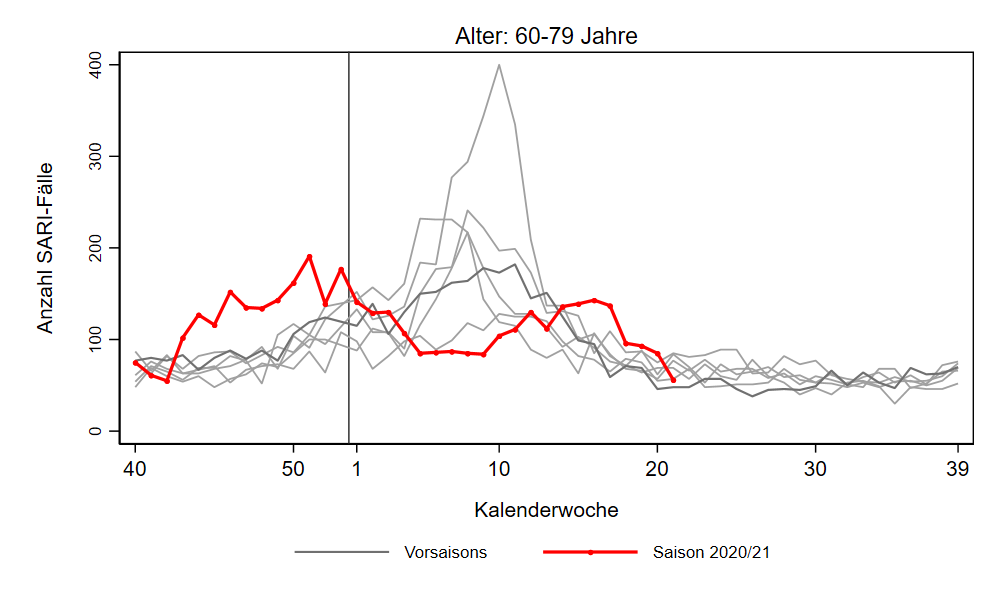 Alter: 60-79 Jahre
Anzahl SARI-Fälle
400
300
200
100
0
40 50 1 10 20 30 39
Kalenderwoche
Vorsaisons Saison 2020/21